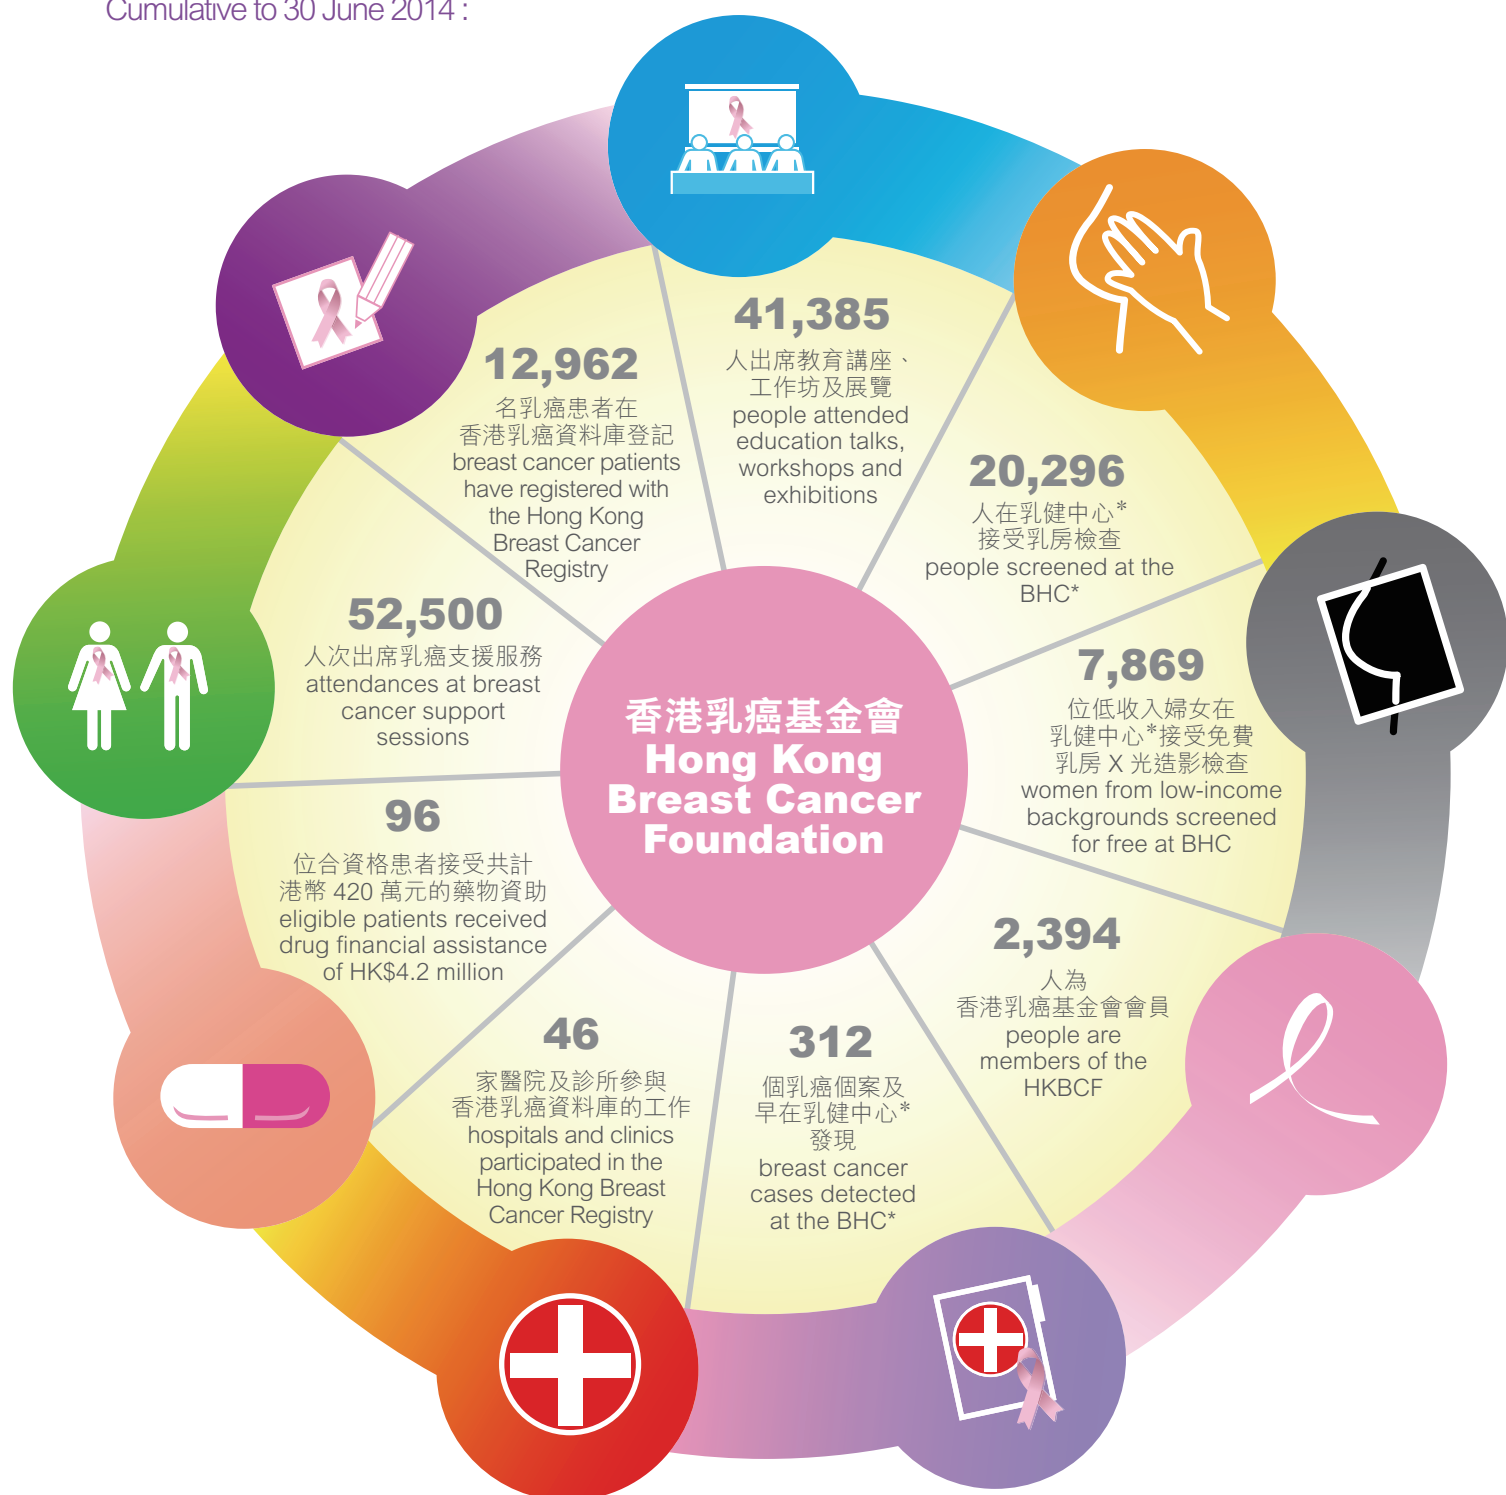 Cumulative to 30 June 2014 :
41,385
人出席教育講座、
工作坊及展覽
people attended
education talks,
workshops and
exhibitions
20,296
人在乳健中心*
接受乳房檢查
people screened at the
BHC*
7,869
位低收入婦女在
乳健中心*接受免費
乳房 X 光造影檢查
women from low-income
backgrounds screened
for free at BHC
2,394
人為
香港乳癌基金會會員
people are
members of the
HKBCF
312
個乳癌個案及
早在乳健中心*
發現
breast cancer
cases detected
at the BHC*
46
家醫院及診所參與
香港乳癌資料庫的工作
hospitals and clinics
participated in the
Hong Kong Breast
Cancer Registry
96
位合資格患者接受共計
港幣 420 萬元的藥物資助
eligible patients received
drug financial assistance
of HK$4.2 million
52,500
人次出席乳癌支援服務
attendances at breast
cancer support
sessions
12,962
名乳癌患者在
香港乳癌資料庫登記
breast cancer patients
have registered with
the Hong Kong
Breast Cancer
Registry
香港乳癌基金會
Hong Kong
Breast Cancer
Foundation